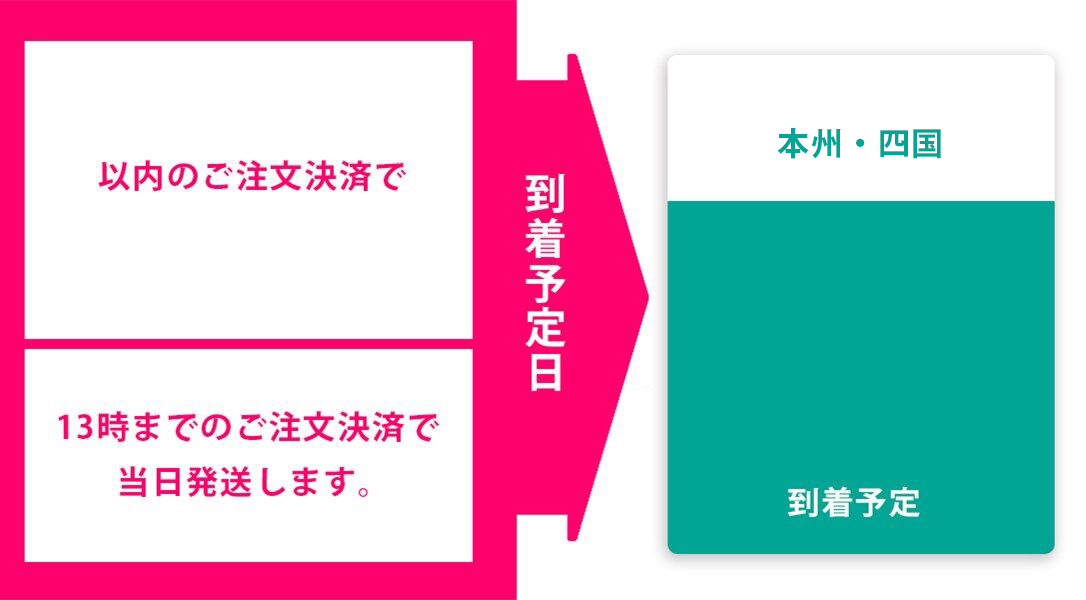 以内のご注文決済で
13時までのご注文決済で
当日発送します。
到着予定日
本州・四国
到着予定